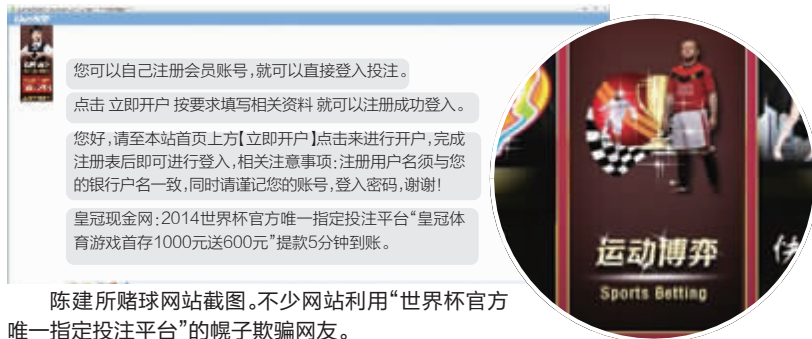 您可以自己注册会员账号,就可以直接登入投注。
点击 立即开户 按要求填写相关资料 就可以注册成功登入。
您好,请至本站首页上方【立即开户】点击来进行开户,完成
注册表后即可进行登入,相关注意事项:注册用户名须与您
的银行户名一致,同时请谨记您的账号,登入密码,谢谢!
皇冠现金网:2014世界杯官方唯一指定投注平台“皇冠体
育游戏首存1000元送600元”提款5分钟到账。
运动博弈
Sports Betting
陈建所赌球网站截图。不少网站利用“世界杯官方
唯一指定投注平台”的幌子欺骗网友。